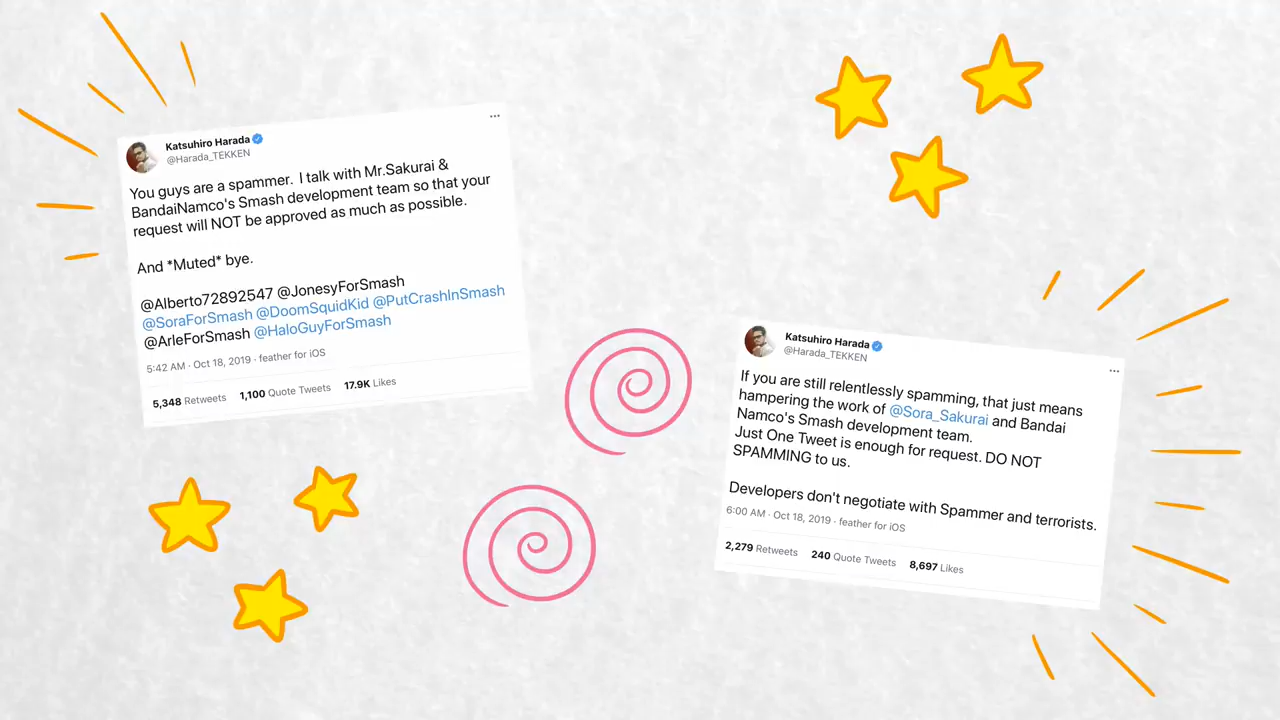 Katsuhiro Harada
@Harada_TEKKEN
You guys are a spammer. I talk with Mr.Sakurai &
BandaiNamco's Smash development team so that your
request will NOT be approved as much as possible.
And *Muted* bye.
@Alberto72892547 @JonesyForSmash
@SoraForSmash @DoomSquidKid @PutCrashInSmash
@ArleForSmash @HaloGuyForSmash
5:42 AM · Oct 18, 2019 · feather for iOS
5,348 Retweets 1,100 Quote Tweets 17.9K Likes
Katsuhiro Harada
@Harada_TEKKEN
If you are still relentlessly spamming, that just means
hampering the work of @Sora_Sakurai and Bandai
Namco's Smash development team.
Just One Tweet is enough for request. DO NOT
SPAMMING to us.
Developers don't negotiate with Spammer and terrorists.
6:00 AM · Oct 18, 2019 · feather for iOS
2,279 Retweets 240 Quote Tweets 8,697 Likes